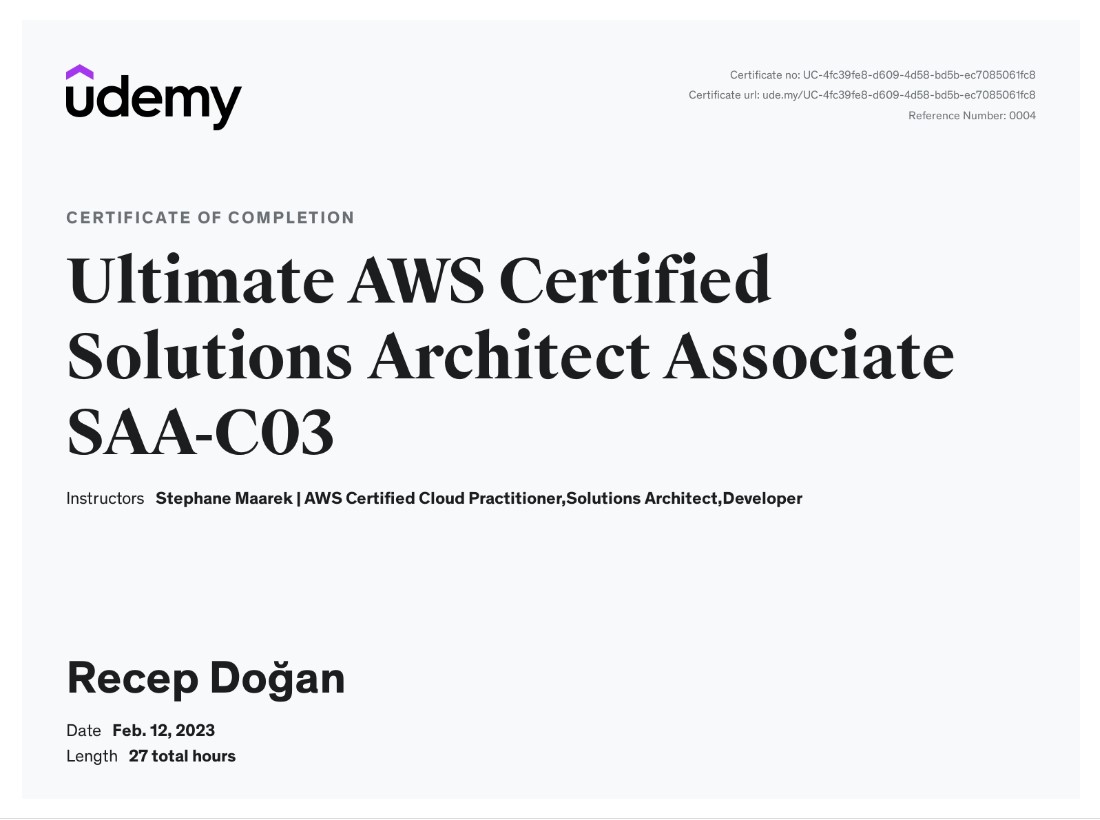 udemy
Certificate no: UC-4fc39fe8-d609-4d58-bd5b-ec7085061fc8
Certificate url: ude.my/UC-4fc39fe8-d609-4d58-bd5b-ec7085061fc8
Reference Number: 0004
CERTIFICATE OF COMPLETION
Ultimate AWS Certified
Solutions Architect Associate
SAA-C03
Instructors Stephane Maarek | AWS Certified Cloud Practitioner,Solutions Architect,Developer
Recep Doğan
Date Feb. 12, 2023
Length 27 total hours